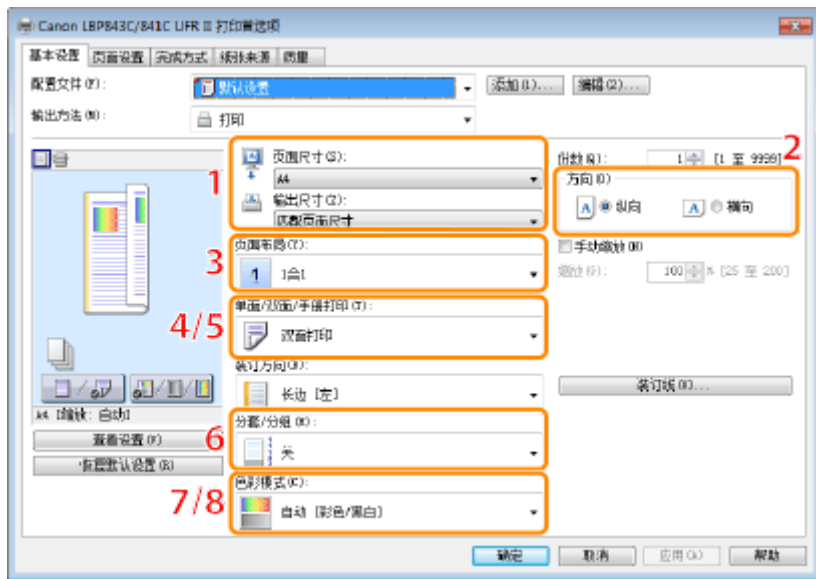 Canon LBP843C/841C UFR II 打印首选项
基本设置 页面设置 完成方式 纸张来源 质量
配置文件(F): 默认设置 添加(1)... 编辑(2)...
输出方法(M): 打印
2
1 页面尺寸(S): 份数(Q): 1 [1 至 9999]
A4 方向(O)
输出尺寸(Z): A 纵向 A 横向
匹配页面尺寸
3 页面布局(Y): 手动缩放(N)
1 1合1 缩放(G): 100 % [25 至 200]
4/5 单面/双面/手册打印(T):
双面打印
装订方向(B):
长边 [左] 装订线(X)...
A4 [缩放: 自动]
6 分套/分组(K):
查看设置(V) 关
恢复默认设置(R)
7/8 色彩模式(C):
自动 [彩色/黑白]
确定 取消 应用(A) 帮助